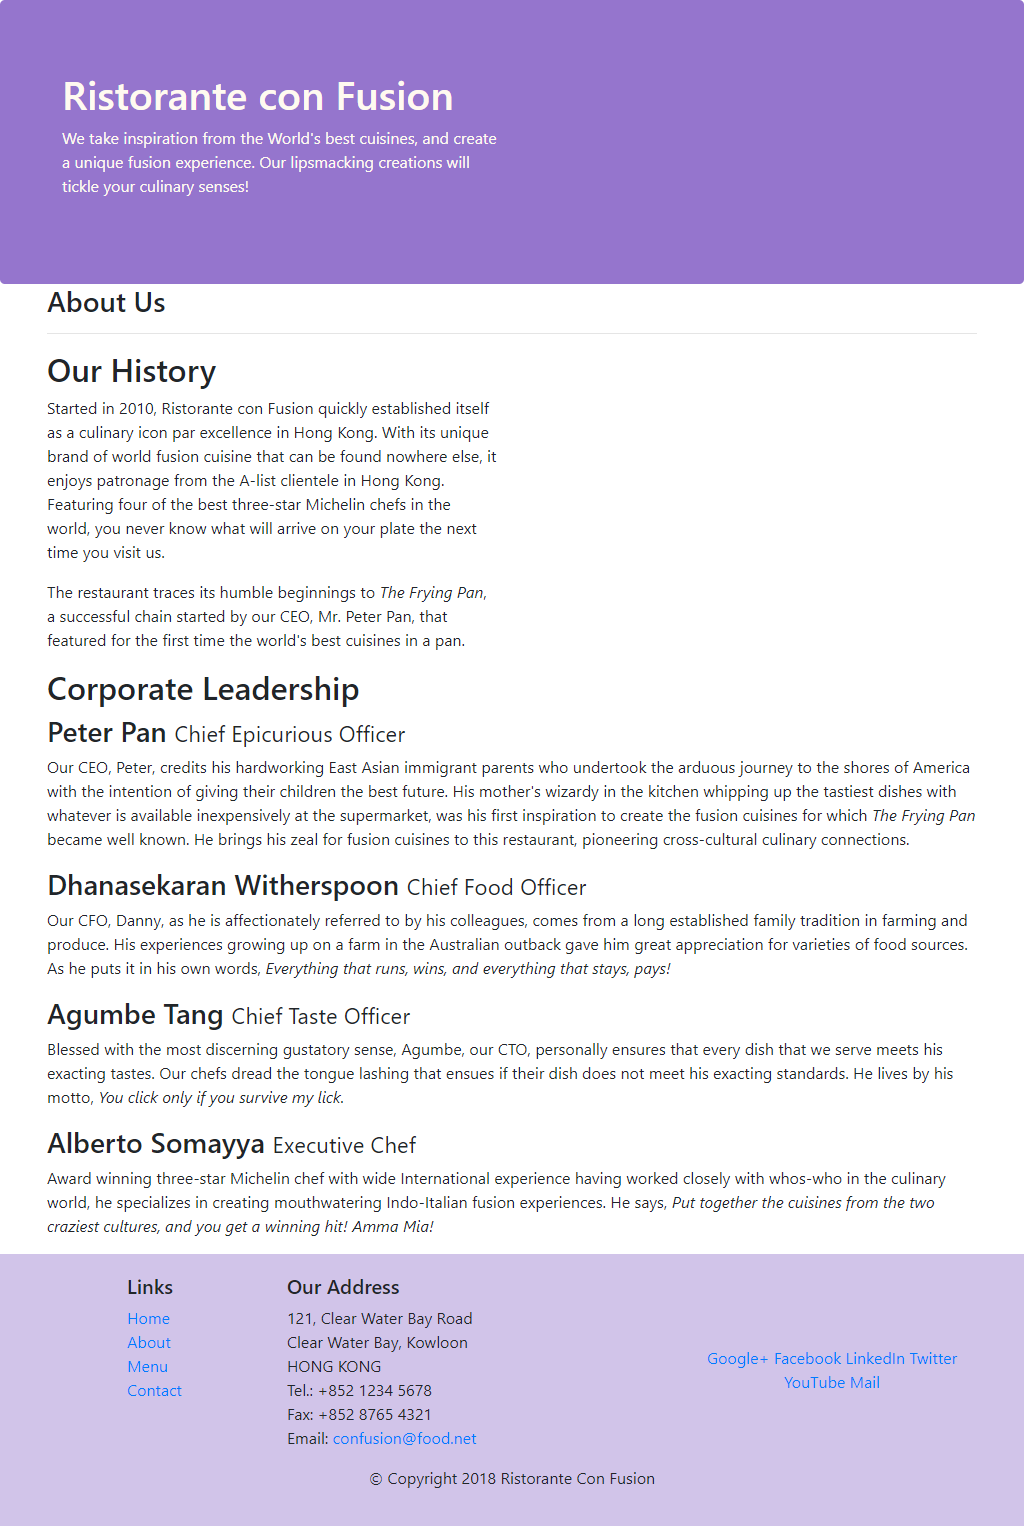 Ristorante con Fusion
We take inspiration from the World's best cuisines, and create
a unique fusion experience. Our lipsmacking creations will
tickle your culinary senses!
About Us
Our History
Started in 2010, Ristorante con Fusion quickly established itself
as a culinary icon par excellence in Hong Kong. With its unique
brand of world fusion cuisine that can be found nowhere else, it
enjoys patronage from the A-list clientele in Hong Kong.
Featuring four of the best three-star Michelin chefs in the
world, you never know what will arrive on your plate the next
time you visit us.
The restaurant traces its humble beginnings to The Frying Pan,
a successful chain started by our CEO, Mr. Peter Pan, that
featured for the first time the world's best cuisines in a pan.
Corporate Leadership
Peter Pan Chief Epicurious Officer
Our CEO, Peter, credits his hardworking East Asian immigrant parents who undertook the arduous journey to the shores of America
with the intention of giving their children the best future. His mother's wizardy in the kitchen whipping up the tastiest dishes with
whatever is available inexpensively at the supermarket, was his first inspiration to create the fusion cuisines for which The Frying Pan
became well known. He brings his zeal for fusion cuisines to this restaurant, pioneering cross-cultural culinary connections.
Dhanasekaran Witherspoon Chief Food Officer
Our CFO, Danny, as he is affectionately referred to by his colleagues, comes from a long established family tradition in farming and
produce. His experiences growing up on a farm in the Australian outback gave him great appreciation for varieties of food sources.
As he puts it in his own words, Everything that runs, wins, and everything that stays, pays!
Agumbe Tang Chief Taste Officer
Blessed with the most discerning gustatory sense, Agumbe, our CTO, personally ensures that every dish that we serve meets his
exacting tastes. Our chefs dread the tongue lashing that ensues if their dish does not meet his exacting standards. He lives by his
motto, You click only if you survive my lick.
Alberto Somayya Executive Chef
Award winning three-star Michelin chef with wide International experience having worked closely with whos-who in the culinary
world, he specializes in creating mouthwatering Indo-Italian fusion experiences. He says, Put together the cuisines from the two
craziest cultures, and you get a winning hit! Amma Mia!
Links
Home
About
Menu
Contact
Our Address
121, Clear Water Bay Road
Clear Water Bay, Kowloon
HONG KONG
Tel.: +852 1234 5678
Fax: +852 8765 4321
Email: confusion@food.net
Google+ Facebook LinkedIn Twitter
YouTube Mail
© Copyright 2018 Ristorante Con Fusion